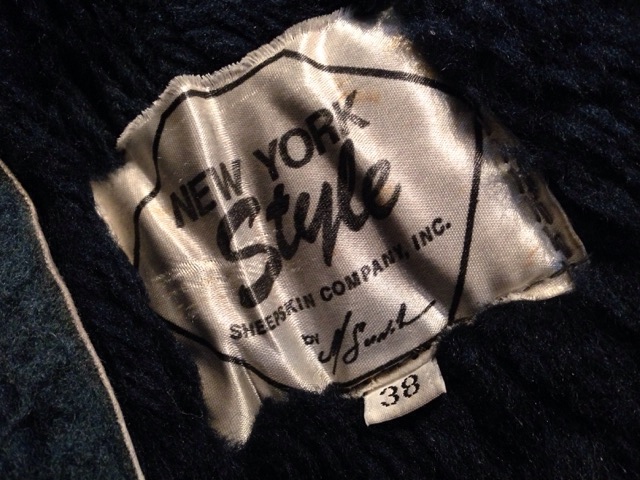 NEW YORK
Style
SHEEPSKIN COMPANY, INC.
by
38